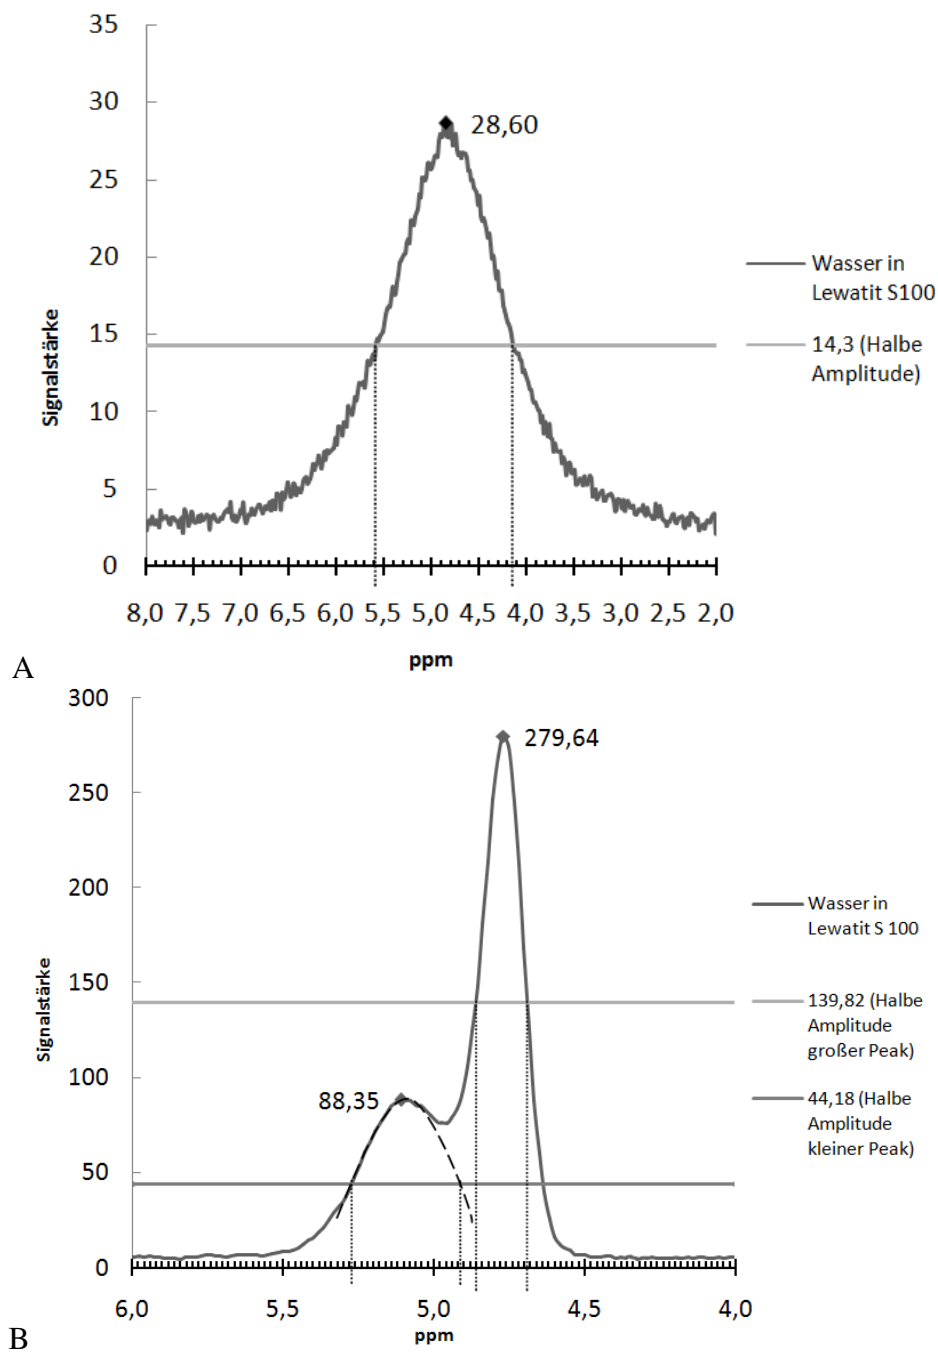 35
30
28,60
25
20
15
10
5
0
Signalstärke
Wasser in
Lewatit S100
14,3 (Halbe
Amplitude)
8,0 7,5 7,0 6,5 6,0 5,5 5,0 4,5 4,0 3,5 3,0 2,5 2,0
ppm
A
300
279,64
250
200
150
100
88,35
50
0
Signalstärke
Wasser in
Lewatit S 100
139,82 (Halbe
Amplitude
großer Peak)
44,18 (Halbe
Amplitude
kleiner Peak)
6,0 5,5 5,0 4,5 4,0
ppm
B